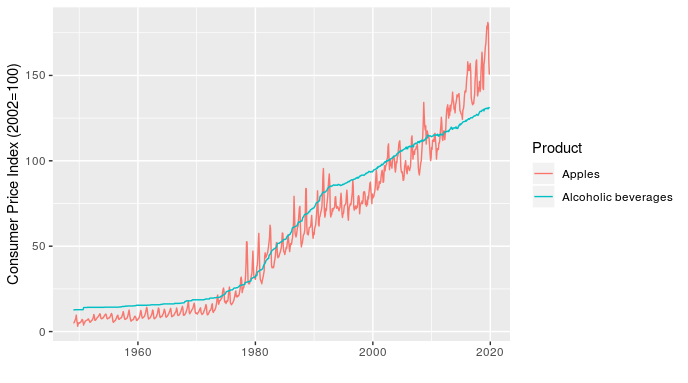 Consumer Price Index (2002=100)
150
100
50
0
1960
1980
2000
2020
Product
Apples
Alcoholic beverages